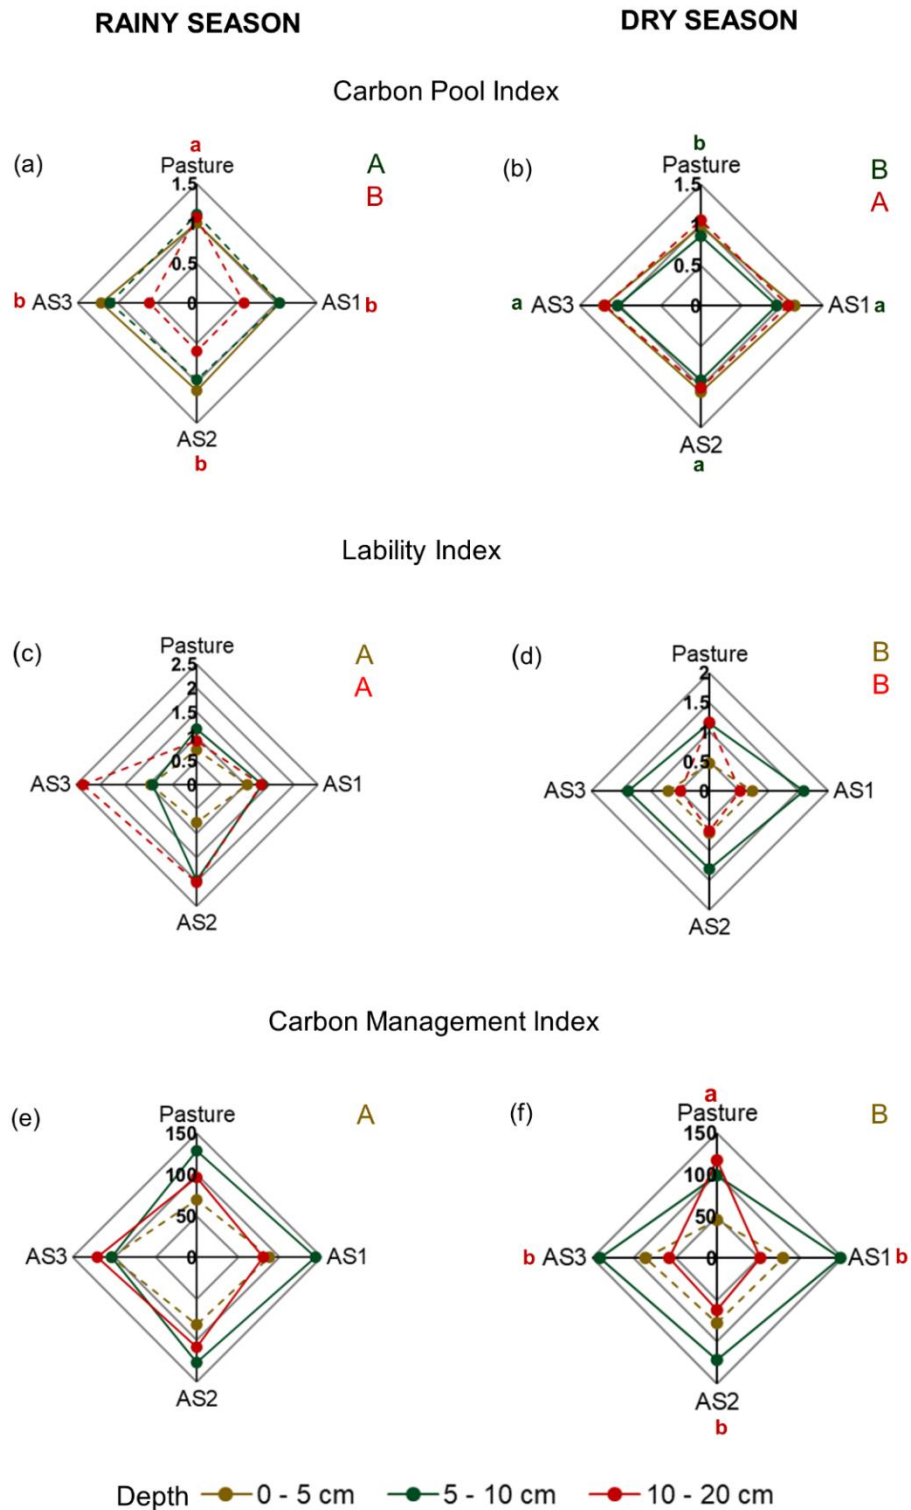 RAINY SEASON
DRY SEASON
Carbon Pool Index
(a)
a
Pasture
A
B
1.5
1
0.5
0
b AS3
AS1 b
AS2
b
(b)
b
Pasture
B
A
1.5
1
0.5
0
a AS3
AS1 a
AS2
a
Lability Index
(c)
Pasture
A
A
2.5
2
1.5
1
0.5
0
AS3
AS1
AS2
(d)
Pasture
B
B
2
1.5
1
0.5
0
AS3
AS1
AS2
Carbon Management Index
(e)
Pasture
A
150
100
50
0
AS3
AS1
AS2
(f)
a
Pasture
B
150
100
50
0
b AS3
AS1 b
AS2
b
Depth 0 - 5 cm 5 - 10 cm 10 - 20 cm